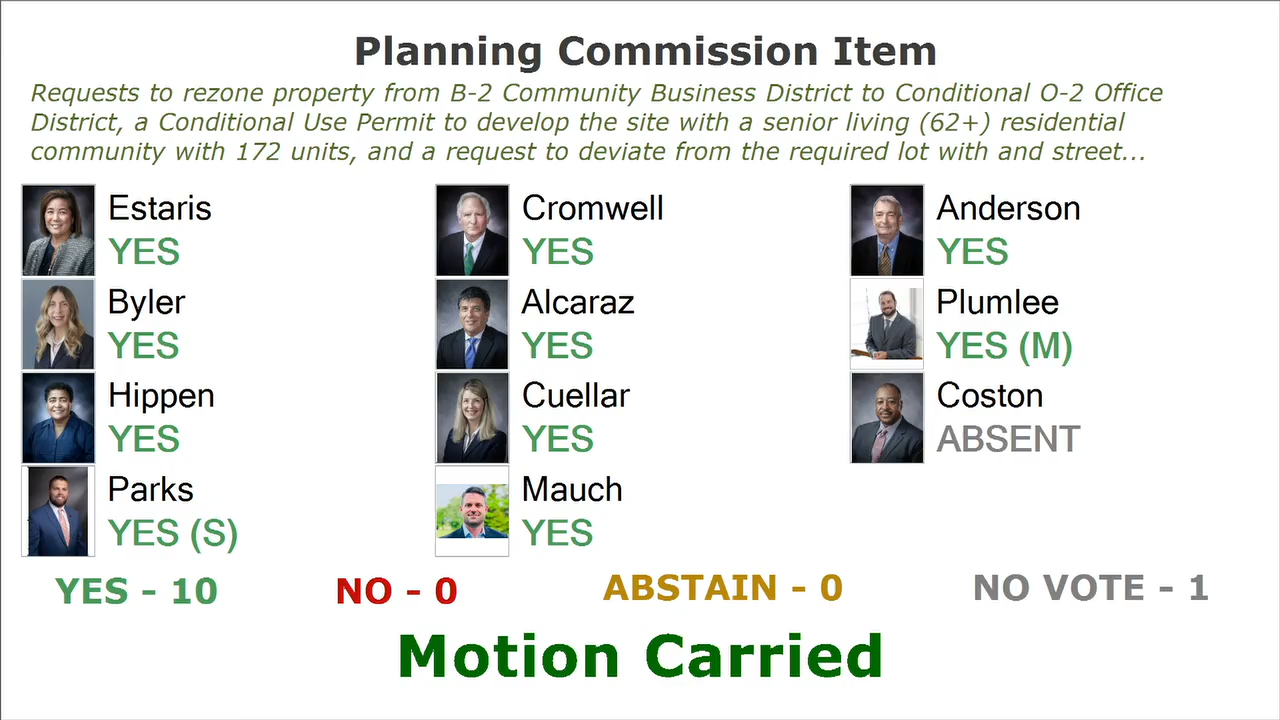 Planning Commission Item
Requests to rezone property from B-2 Community Business District to Conditional O-2 Office
District, a Conditional Use Permit to develop the site with a senior living (62+) residential
community with 172 units, and a request to deviate from the required lot with and street...
Estaris
YES
Byler
YES
Hippen
YES
Parks
YES (S)
Cromwell
YES
Alcaraz
YES
Cuellar
YES
Mauch
YES
Anderson
YES
Plumlee
YES (M)
Coston
ABSENT
YES - 10
NO - 0
ABSTAIN - 0
NO VOTE - 1
Motion Carried